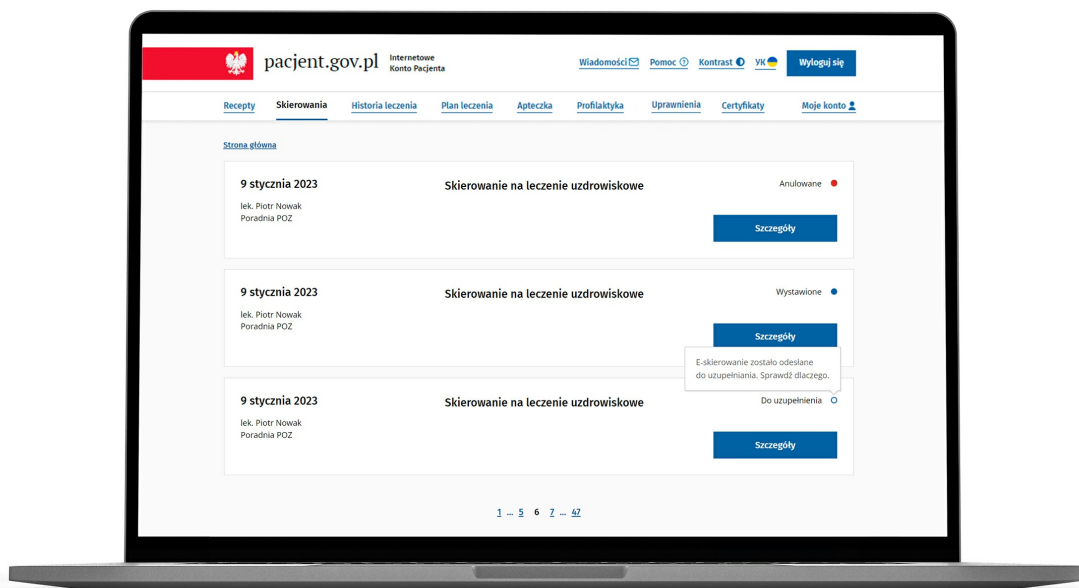 pacjent.gov.pl Internetowe Konto Pacjenta
Wiadomości Pomoc Kontrast УК Wyloguj się
Recepty Skierowania Historia leczenia Plan leczenia Apteczka Profilaktyka Uprawnienia Certyfikaty Moje konto
Strona główna
9 stycznia 2023 Skierowanie na leczenie uzdrowiskowe Anulowane
lek. Piotr Nowak
Poradnia POZ
Szczegóły
9 stycznia 2023 Skierowanie na leczenie uzdrowiskowe Wystawione
lek. Piotr Nowak
Poradnia POZ
Szczegóły
E-skierowanie zostało odesłane
do uzupełniania. Sprawdź dlaczego.
9 stycznia 2023 Skierowanie na leczenie uzdrowiskowe Do uzupełnienia
lek. Piotr Nowak
Poradnia POZ
Szczegóły
1 ... 5 6 7 ... 47